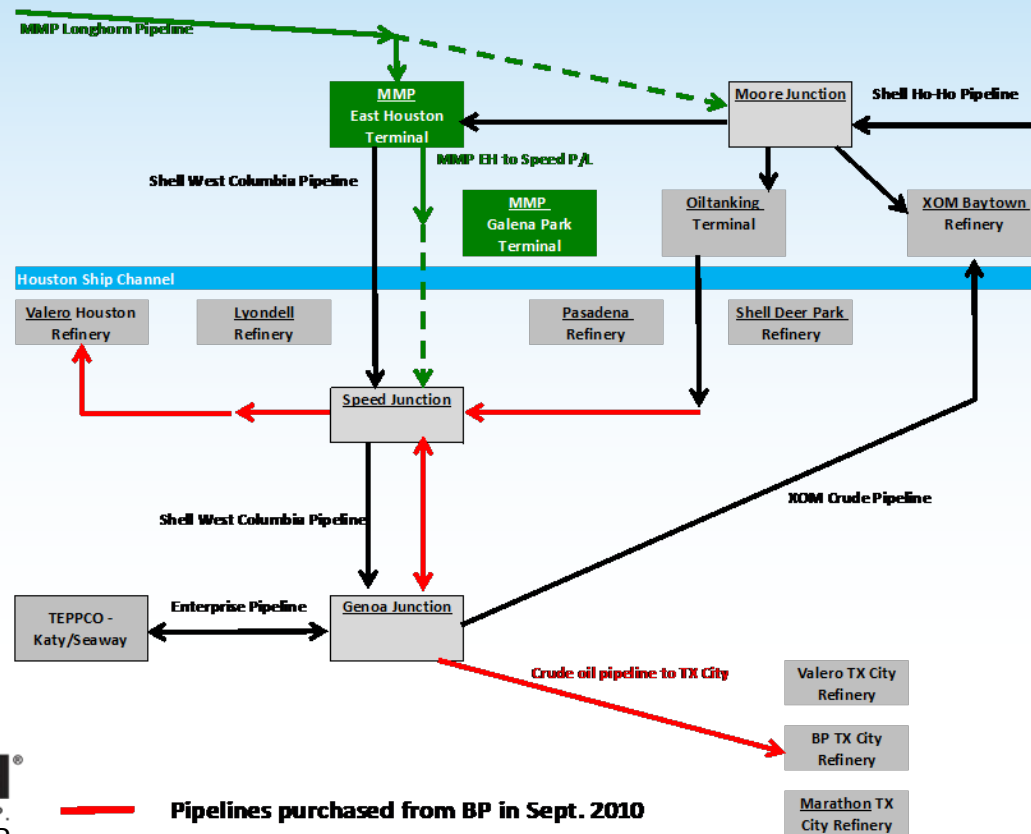 MMP Longhorn Pipeline
MMP
East Houston
Terminal
Moore Junction
Shell Ho-Ho Pipeline
MMP EH to Speed P/L
Shell West Columbia Pipeline
MMP
Galena Park
Terminal
Oiltanking
Terminal
XOM Baytown
Refinery
Houston Ship Channel
Valero Houston
Refinery
Lyondell
Refinery
Pasadena
Refinery
Shell Deer Park
Refinery
Speed Junction
XOM Crude Pipeline
Shell West Columbia Pipeline
TEPPCO -
Katy/Seaway
Enterprise Pipeline
Genoa Junction
Crude oil pipeline to TX City
Valero TX City
Refinery
BP TX City
Refinery
Marathon TX
City Refinery
®
Pipelines purchased from BP in Sept. 2010